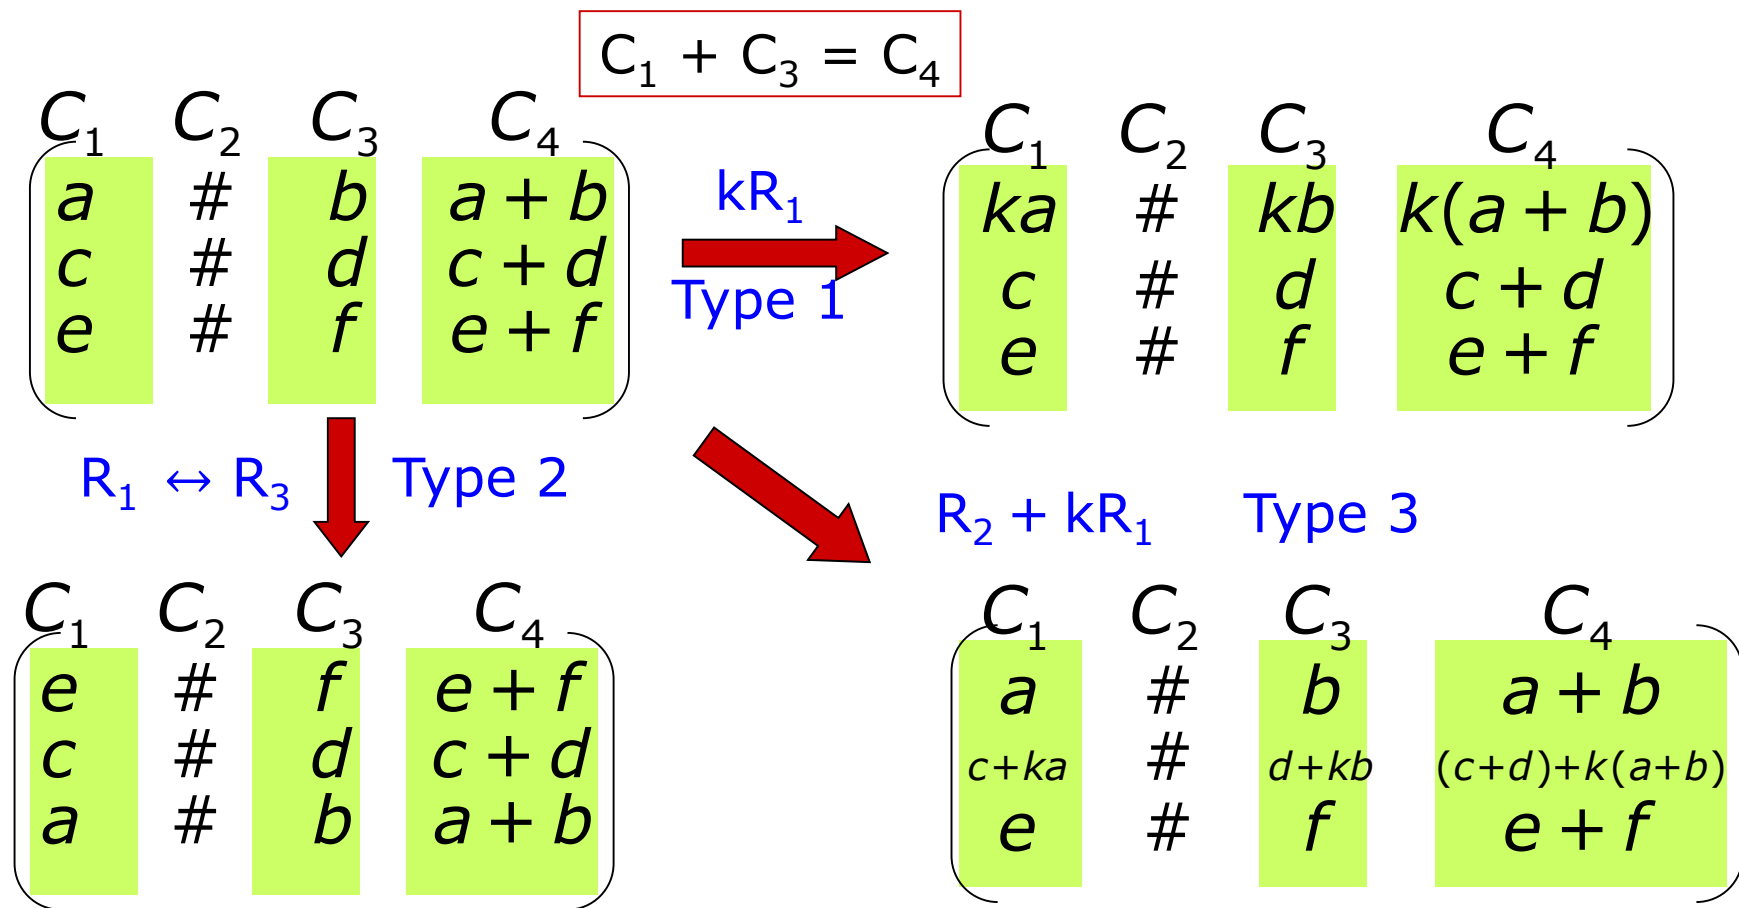 C₁ + C₃ = C₄
C₁ C₂ C₃ C₄
a # b a + b
c # d c + d
e # f e + f
kR₁
Type 1
C₁ C₂ C₃ C₄
ka # kb k(a + b)
c # d c + d
e # f e + f
R₁ ↔ R₃ Type 2
R₂ + kR₁ Type 3
C₁ C₂ C₃ C₄
e # f e + f
c # d c + d
a # b a + b
C₁ C₂ C₃ C₄
a # b a + b
c+ka # d+kb (c+d)+k(a+b)
e # f e + f